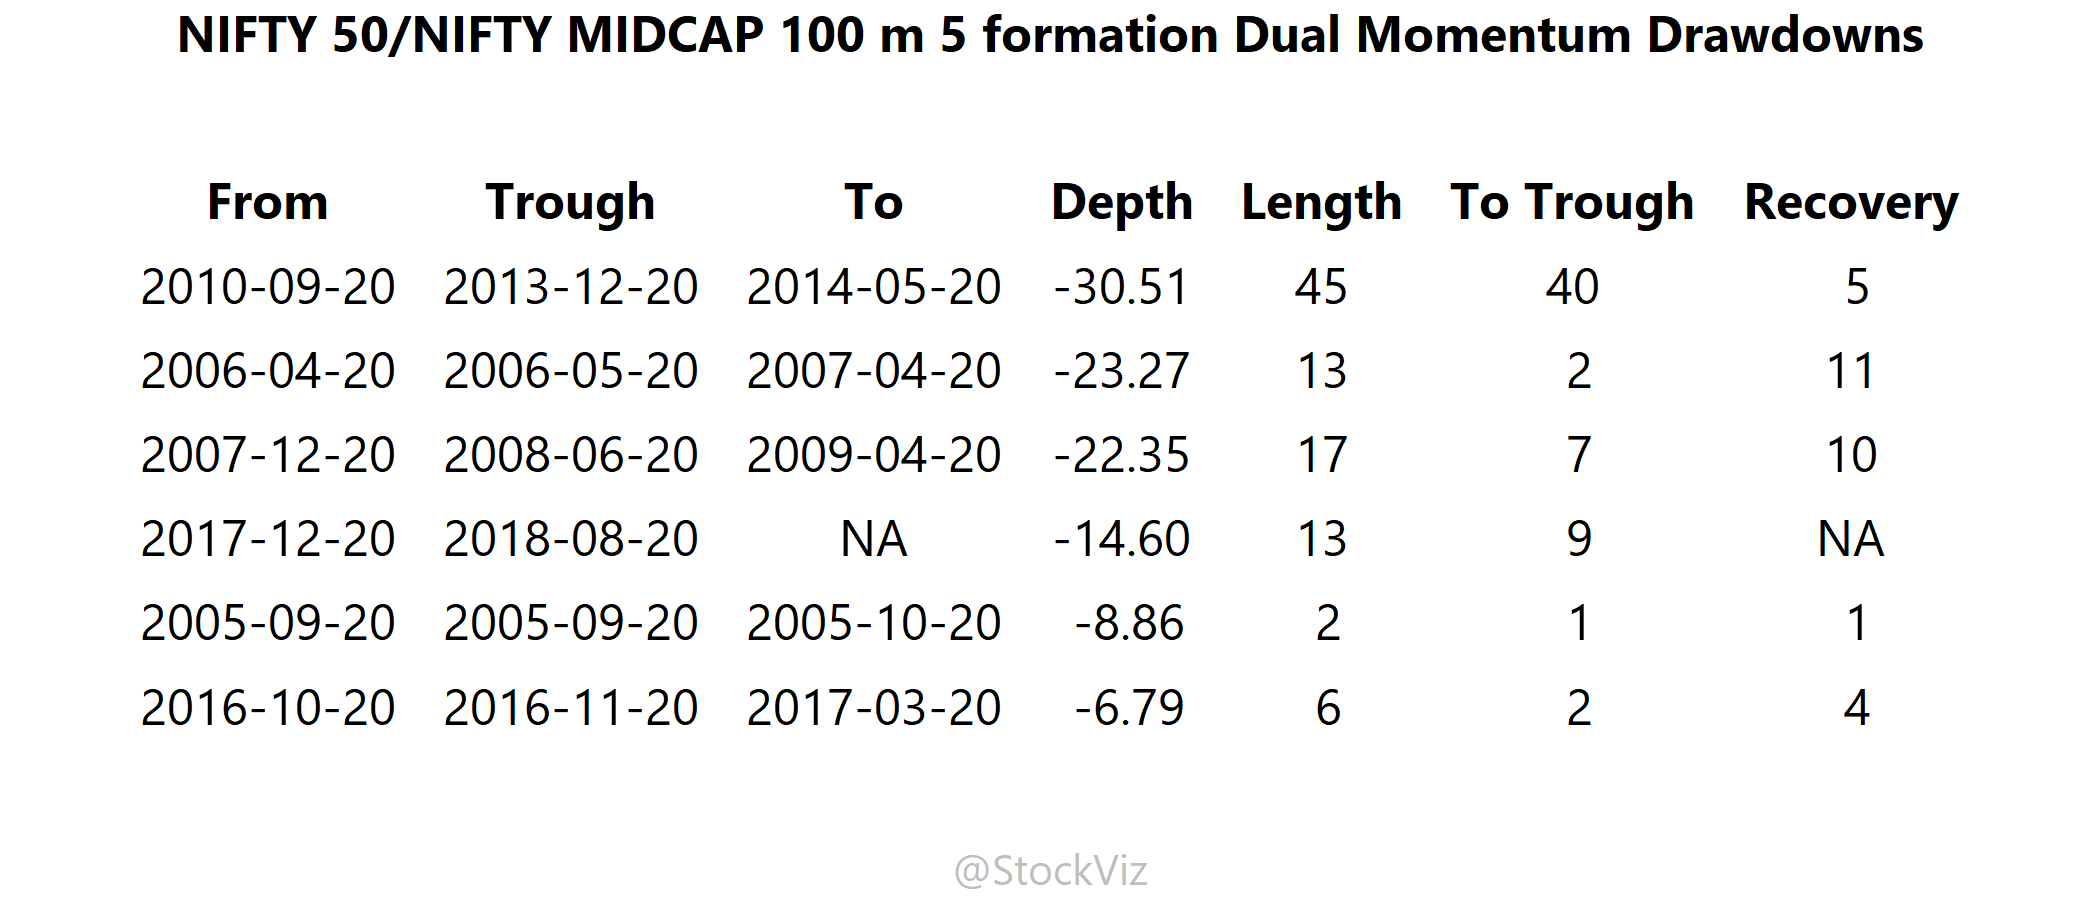 NIFTY 50/NIFTY MIDCAP 100 m 5 formation Dual Momentum Drawdowns
From Trough To Depth Length To Trough Recovery
2010-09-20 2013-12-20 2014-05-20 -30.51 45 40 5
2006-04-20 2006-05-20 2007-04-20 -23.27 13 2 11
2007-12-20 2008-06-20 2009-04-20 -22.35 17 7 10
2017-12-20 2018-08-20 NA -14.60 13 9 NA
2005-09-20 2005-09-20 2005-10-20 -8.86 2 1 1
2016-10-20 2016-11-20 2017-03-20 -6.79 6 2 4
@StockViz